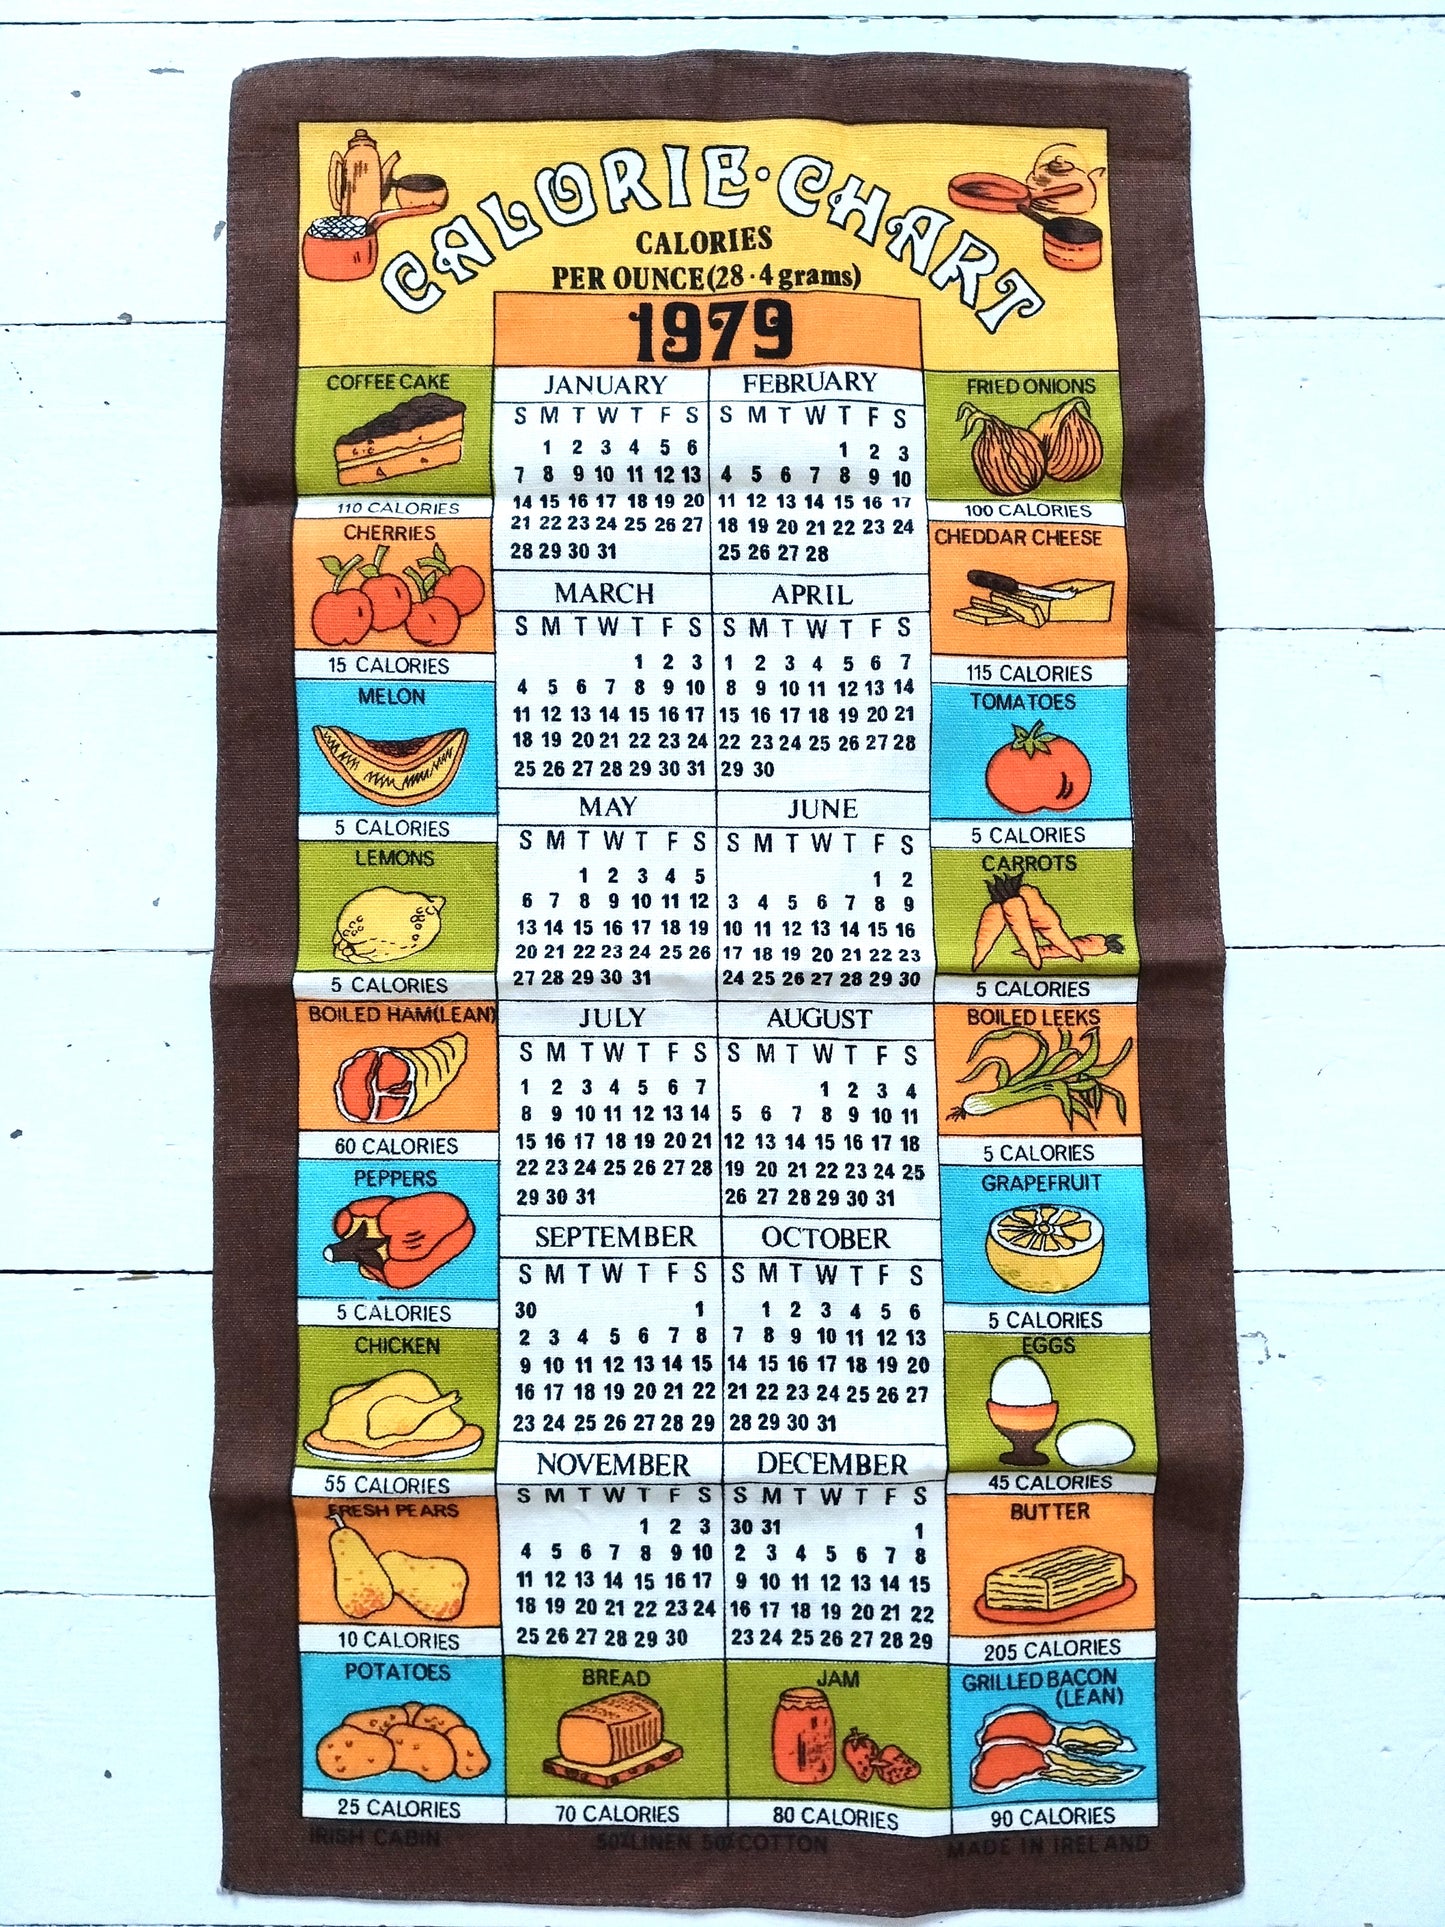 CALORIE·CHART
CALORIES
PER OUNCE(28·4grams)
1979
COFFEE CAKE
110 CALORIES
CHERRIES
15 CALORIES
MELON
5 CALORIES
LEMONS
5 CALORIES
BOILED HAM(LEAN)
60 CALORIES
PEPPERS
5 CALORIES
CHICKEN
55 CALORIES
FRESH PEARS
10 CALORIES
POTATOES
25 CALORIES
JANUARY
S M T W T F S
1 2 3 4 5 6
7 8 9 10 11 12 13
14 15 16 17 18 19 20
21 22 23 24 25 26 27
28 29 30 31
FEBRUARY
S M T W T F S
1 2 3
4 5 6 7 8 9 10
11 12 13 14 15 16 17
18 19 20 21 22 23 24
25 26 27 28
MARCH
S M T W T F S
1 2 3
4 5 6 7 8 9 10
11 12 13 14 15 16 17
18 19 20 21 22 23 24
25 26 27 28 29 30 31
APRIL
S M T W T F S
1 2 3 4 5 6 7
8 9 10 11 12 13 14
15 16 17 18 19 20 21
22 23 24 25 26 27 28
29 30
MAY
S M T W T F S
1 2 3 4 5
6 7 8 9 10 11 12
13 14 15 16 17 18 19
20 21 22 23 24 25 26
27 28 29 30 31
JUNE
S M T W T F S
1 2
3 4 5 6 7 8 9
10 11 12 13 14 15 16
17 18 19 20 21 22 23
24 25 26 27 28 29 30
JULY
S M T W T F S
1 2 3 4 5 6 7
8 9 10 11 12 13 14
15 16 17 18 19 20 21
22 23 24 25 26 27 28
29 30 31
AUGUST
S M T W T F S
1 2 3 4
5 6 7 8 9 10 11
12 13 14 15 16 17 18
19 20 21 22 23 24 25
26 27 28 29 30 31
SEPTEMBER
S M T W T F S
30 1
2 3 4 5 6 7 8
9 10 11 12 13 14 15
16 17 18 19 20 21 22
23 24 25 26 27 28 29
OCTOBER
S M T W T F S
1 2 3 4 5 6
7 8 9 10 11 12 13
14 15 16 17 18 19 20
21 22 23 24 25 26 27
28 29 30 31
NOVEMBER
S M T W T F S
1 2 3
4 5 6 7 8 9 10
11 12 13 14 15 16 17
18 19 20 21 22 23 24
25 26 27 28 29 30
DECEMBER
S M T W T F S
30 31 1
2 3 4 5 6 7 8
9 10 11 12 13 14 15
16 17 18 19 20 21 22
23 24 25 26 27 28 29
FRIED ONIONS
100 CALORIES
CHEDDAR CHEESE
115 CALORIES
TOMATOES
5 CALORIES
CARROTS
5 CALORIES
BOILED LEEKS
5 CALORIES
GRAPEFRUIT
5 CALORIES
EGGS
45 CALORIES
BUTTER
205 CALORIES
BREAD
70 CALORIES
JAM
80 CALORIES
GRILLED BACON
(LEAN)
90 CALORIES
IRISH CABIN
50% LINEN 50% COTTON
MADE IN IRELAND